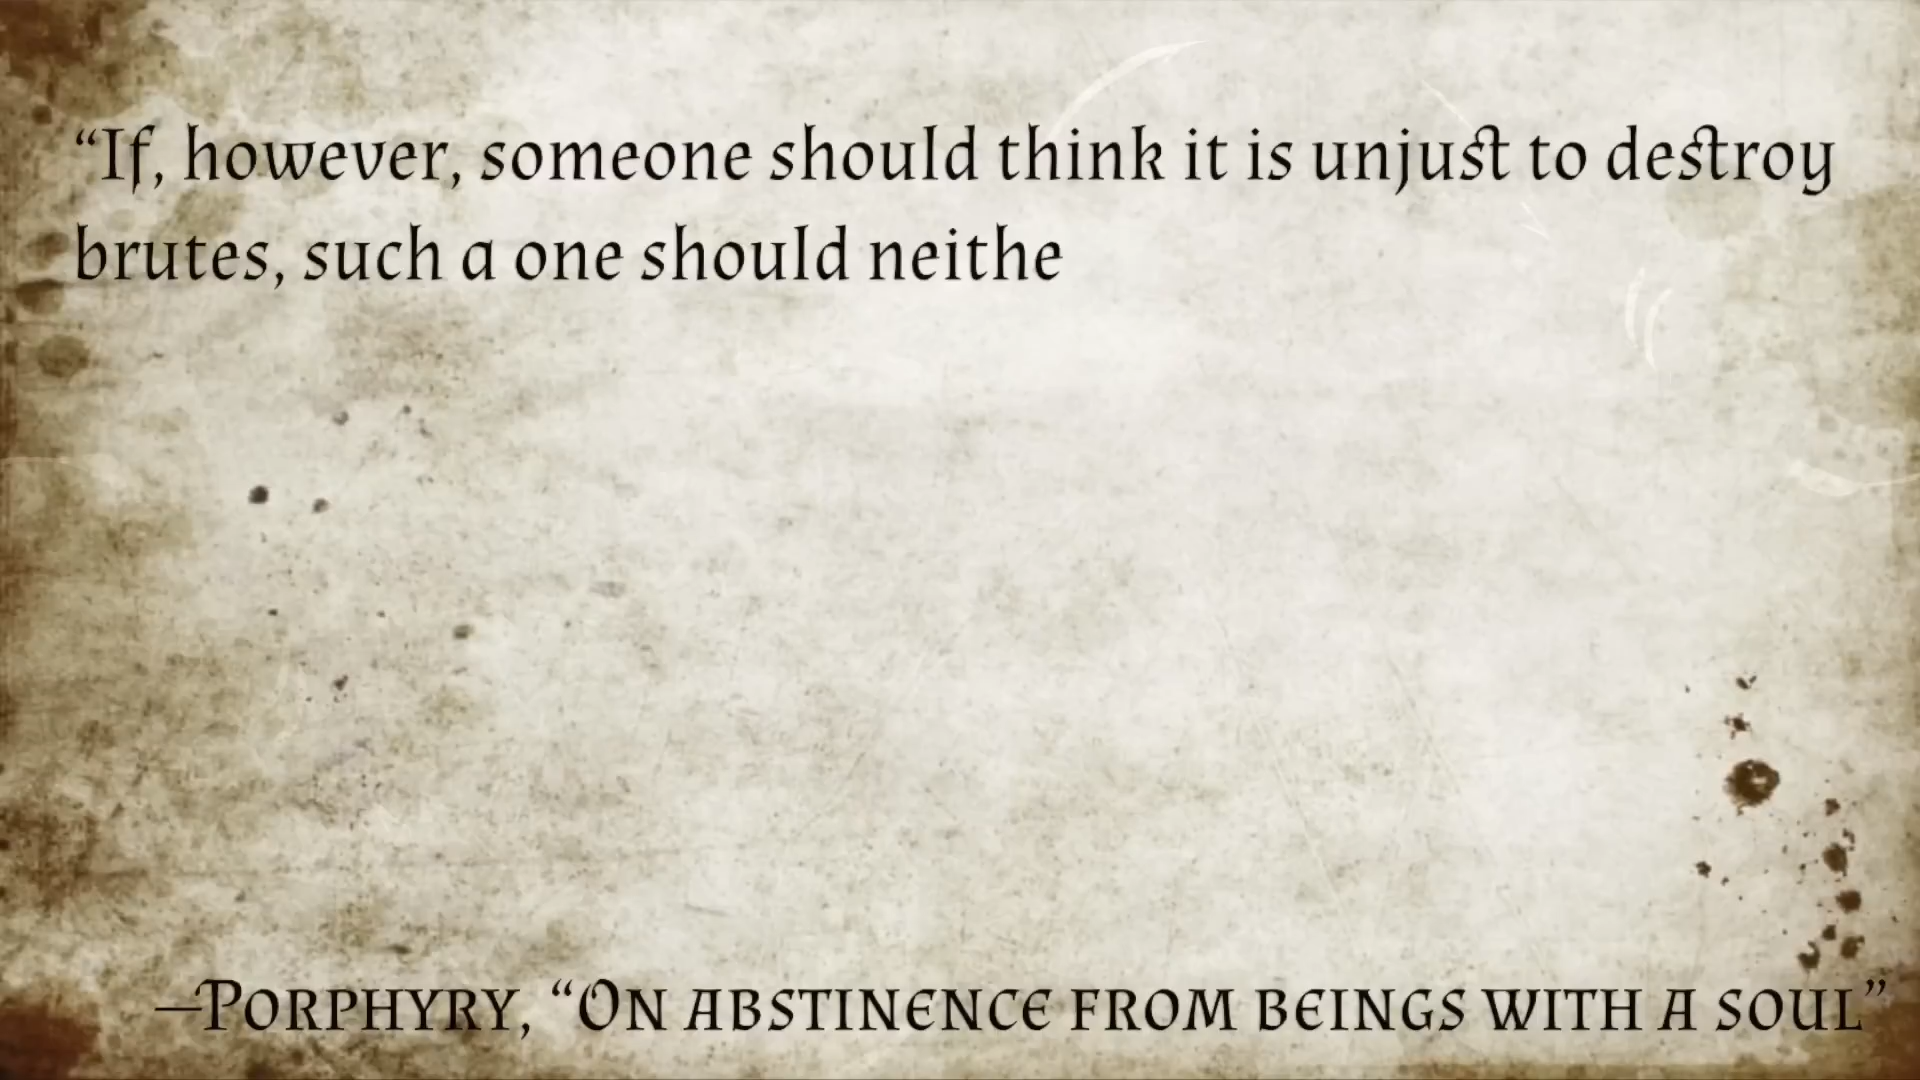 “If, however, someone should think it is unjust to destroy
brutes, such a one should neithe
—Porphyry, “On abstinence from beings with a soul”